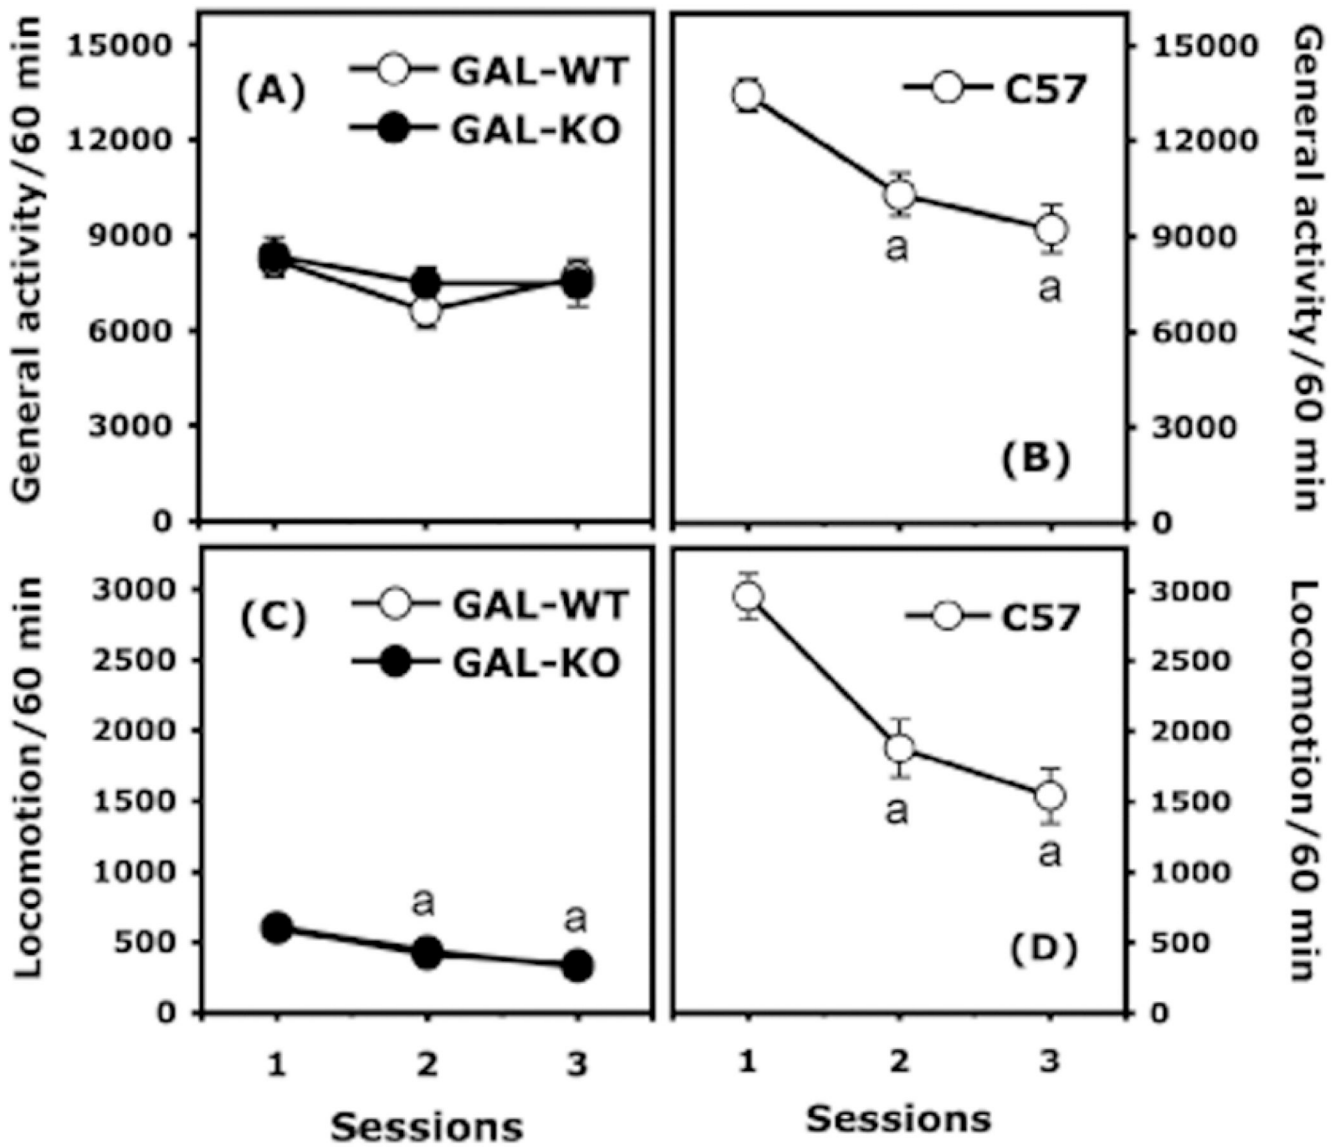 General activity/60 min
15000
12000
9000
6000
3000
0
(A)
GAL-WT
GAL-KO
C57
a
a
(B)
15000
12000
9000
6000
3000
0
General activity/60 min
Locomotion/60 min
3000
2500
2000
1500
1000
500
0
(C)
GAL-WT
GAL-KO
a
a
C57
a
a
(D)
3000
2500
2000
1500
1000
500
0
Locomotion/60 min
1 2 3
Sessions
1 2 3
Sessions